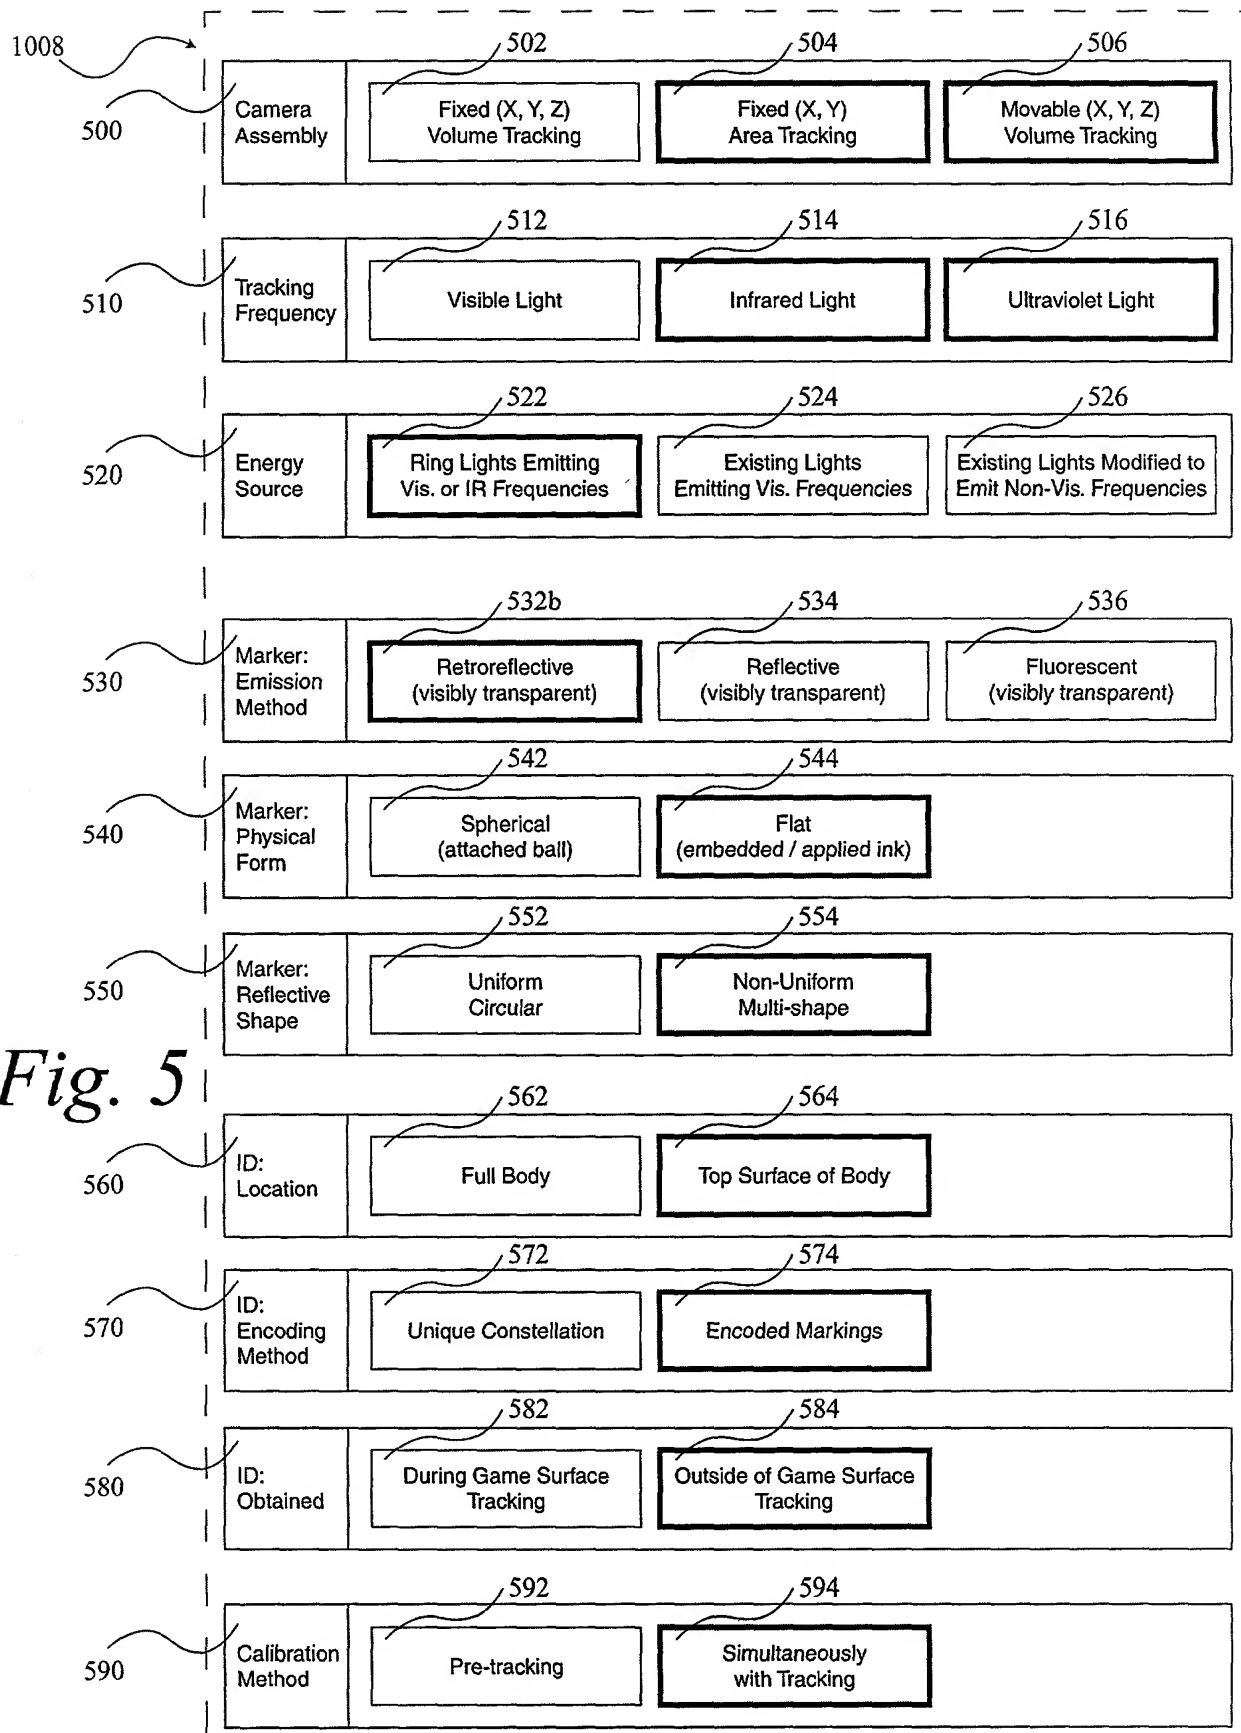 1008
502
504
506
500
Camera
Assembly
Fixed (X, Y, Z)
Volume Tracking
Fixed (X, Y)
Area Tracking
Movable (X, Y, Z)
Volume Tracking
512
514
516
510
Tracking
Frequency
Visible Light
Infrared Light
Ultraviolet Light
522
524
526
520
Energy
Source
Ring Lights Emitting
Vis. or IR Frequencies
Existing Lights
Emitting Vis. Frequencies
Existing Lights Modified to
Emit Non-Vis. Frequencies
532b
534
536
530
Marker:
Emission
Method
Retroreflective
(visibly transparent)
Reflective
(visibly transparent)
Fluorescent
(visibly transparent)
542
544
540
Marker:
Physical
Form
Spherical
(attached ball)
Flat
(embedded / applied ink)
552
554
550
Marker:
Reflective
Shape
Uniform
Circular
Non-Uniform
Multi-shape
Fig. 5
562
564
560
ID:
Location
Full Body
Top Surface of Body
572
574
570
ID:
Encoding
Method
Unique Constellation
Encoded Markings
582
584
580
ID:
Obtained
During Game Surface
Tracking
Outside of Game Surface
Tracking
592
594
590
Calibration
Method
Pre-tracking
Simultaneously
with Tracking